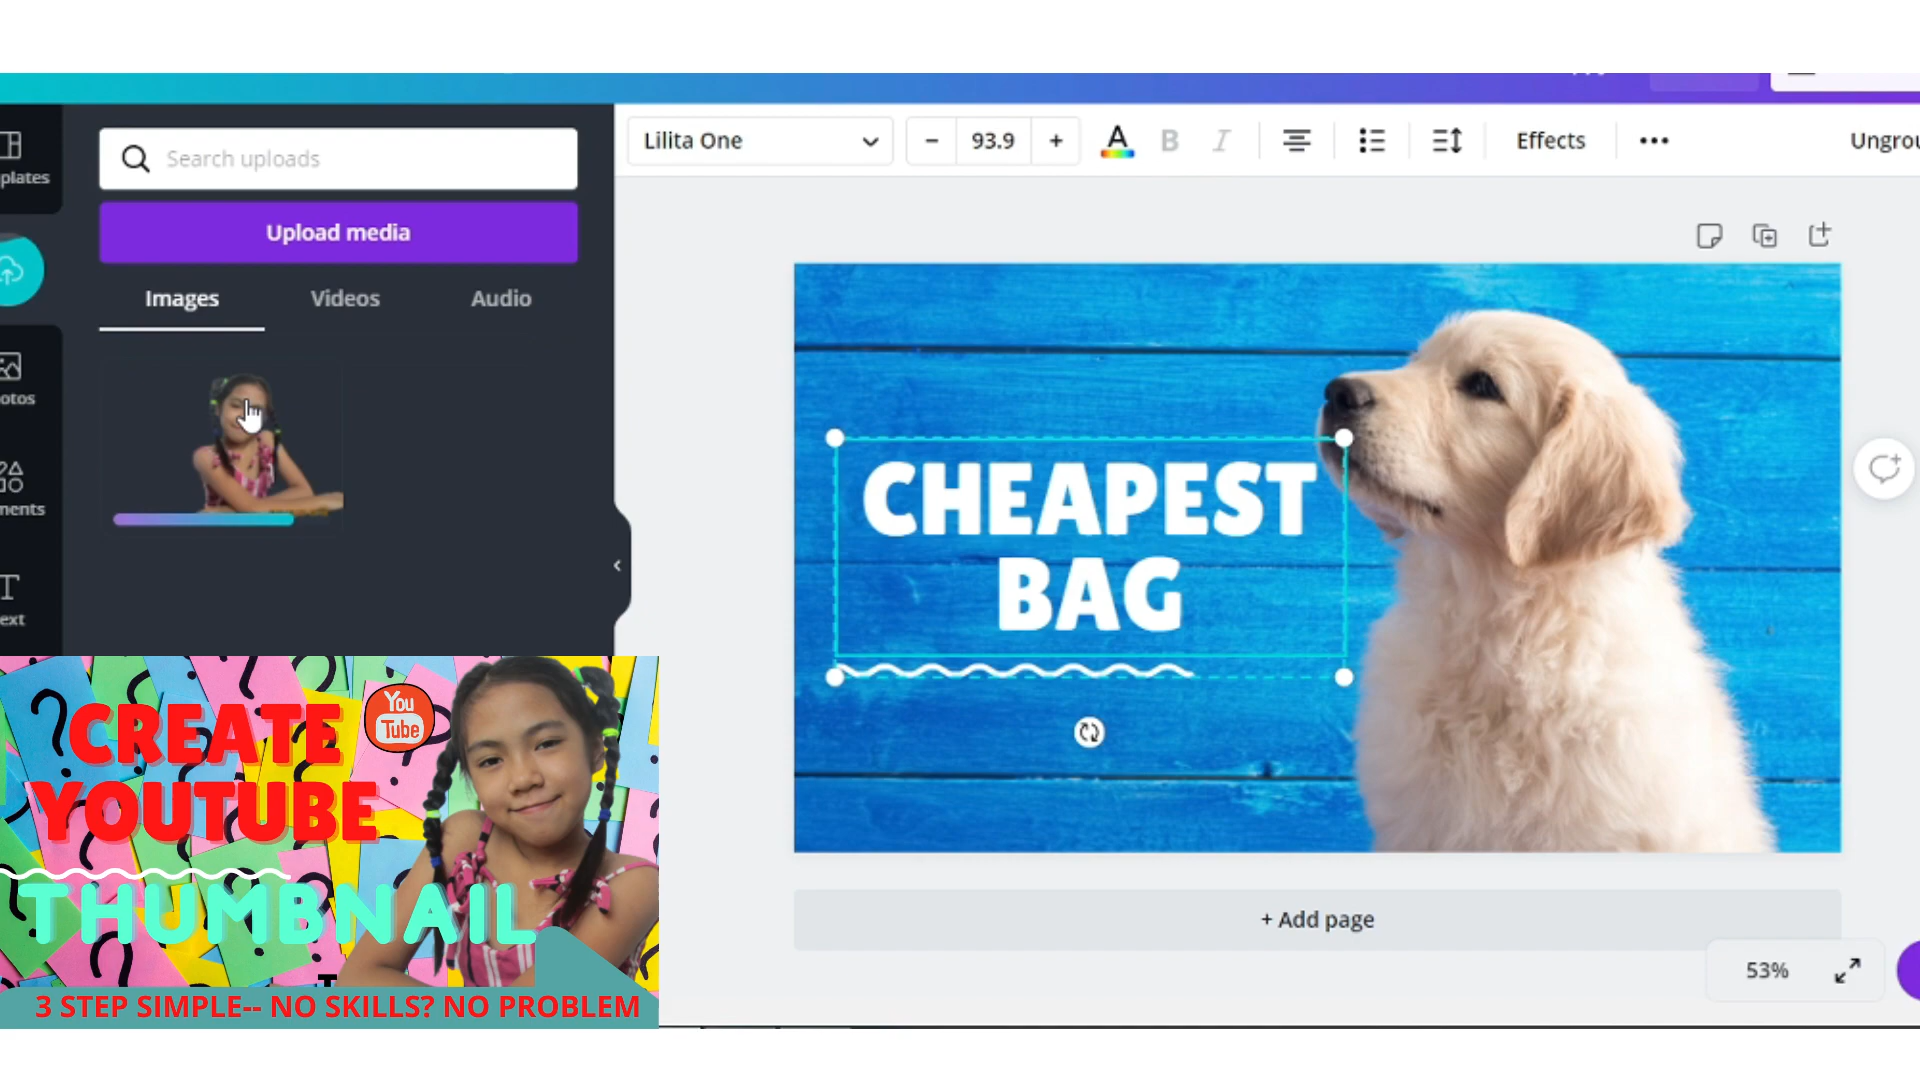 Lilita One
93.9
A
B
I
Effects
Search uploads
plates
Upload media
Images
Videos
Audio
otos
nents
ext
CHEAPEST
BAG
You
Tube
CREATE
YOUTUBE
THUMBNAIL
3 STEP SIMPLE-- NO SKILLS? NO PROBLEM
+ Add page
53%